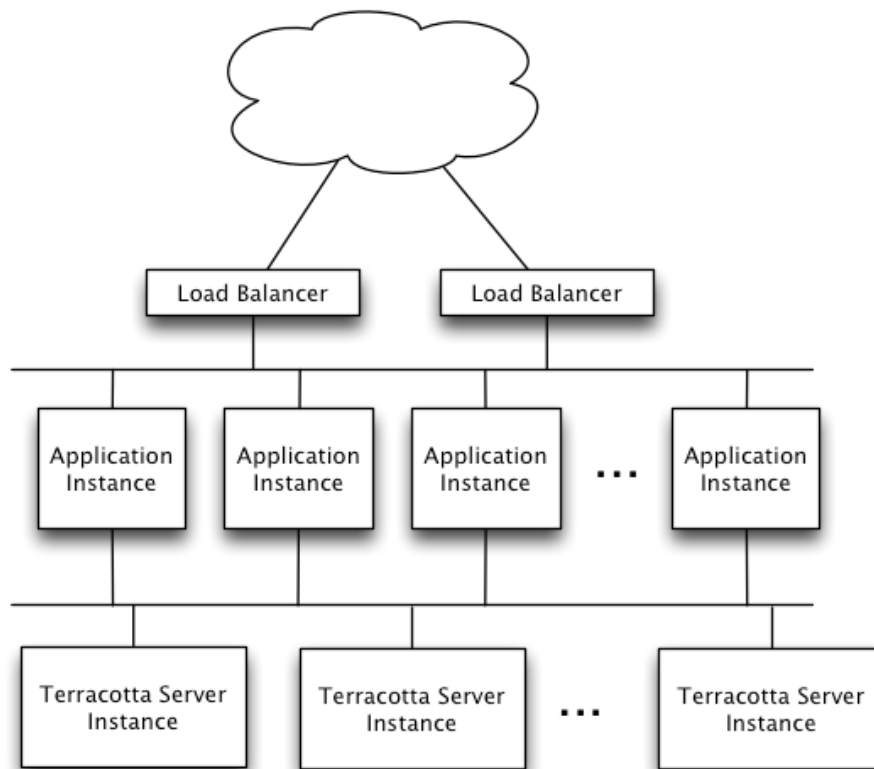 Load Balancer
Load Balancer
Application
Instance
Application
Instance
Application
Instance
...
Application
Instance
Terracotta Server
Instance
Terracotta Server
Instance
...
Terracotta Server
Instance